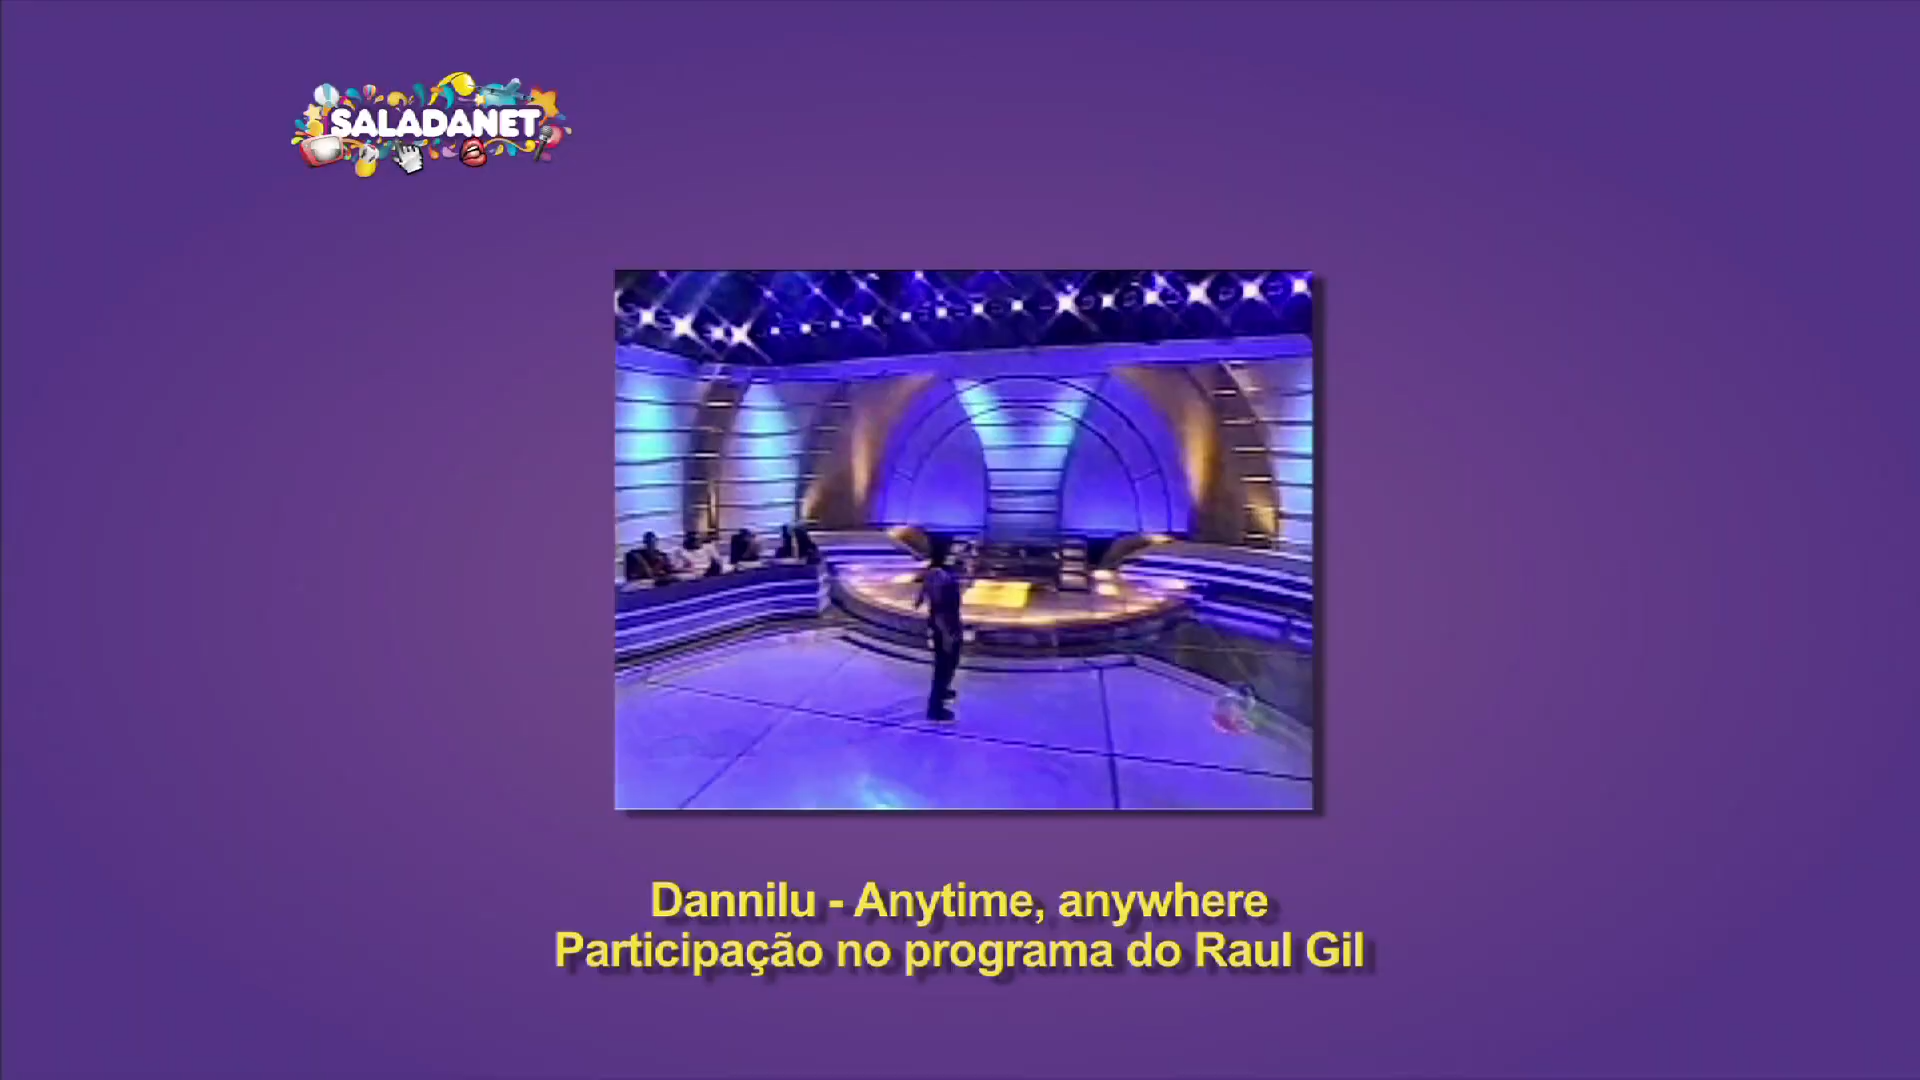 SALADANET
Dannilu - Anytime, anywhere
Participação no programa do Raul Gil